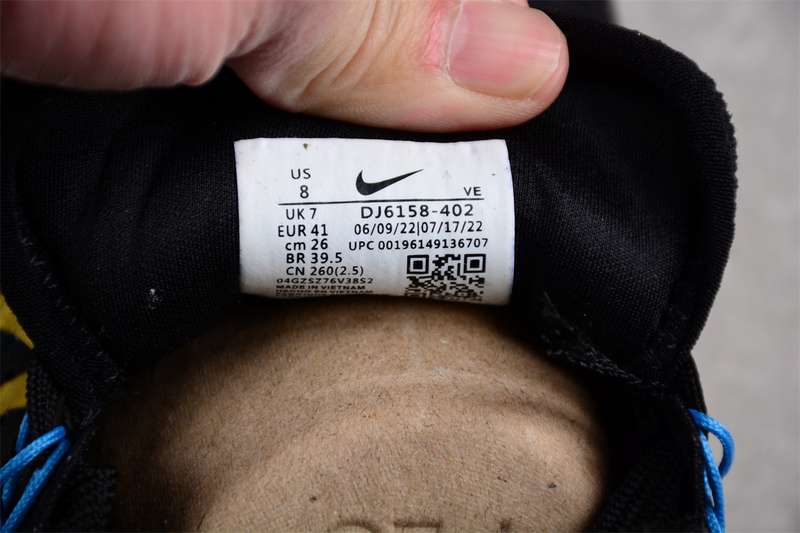 US
8
VE
UK 7 DJ6158-402
EUR 41 06/09/22|07/17/22
cm 26 UPC 00196149136707
BR 39.5
CN 260(2.5)
04GZSZ76V38S2
MADE IN VIETNAM